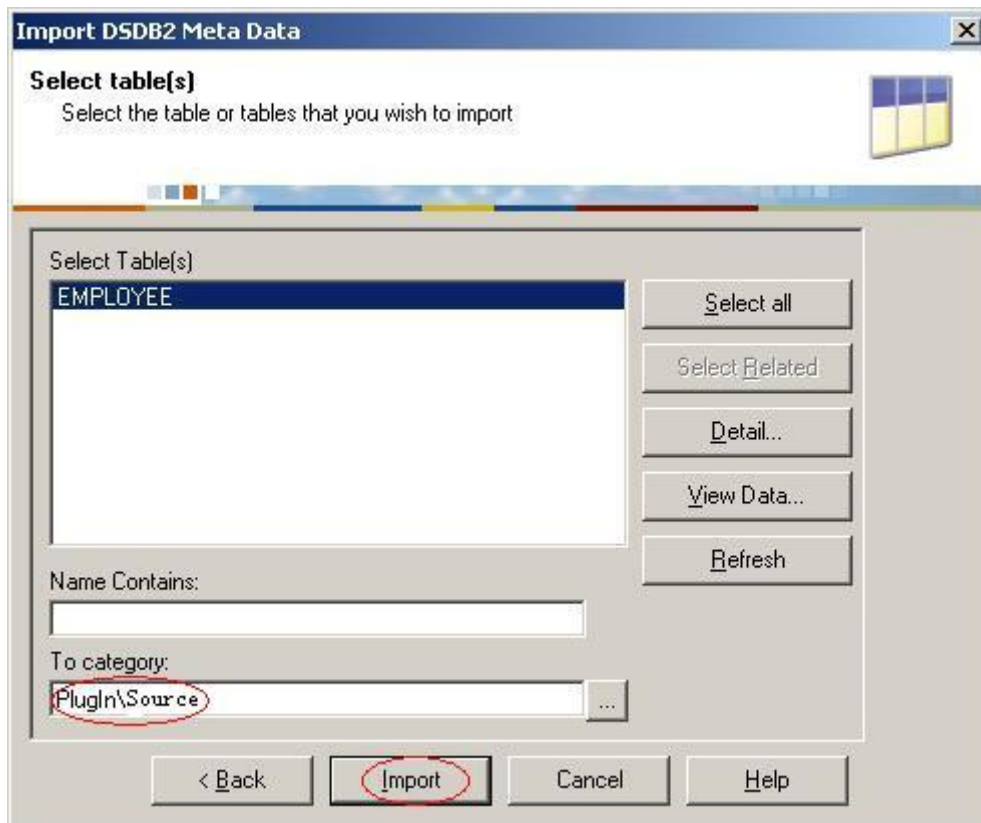 Import DSDB2 Meta Data
Select table(s)
Select the table or tables that you wish to import
Select Table(s)
EMPLOYEE
Select all
Select Related
Detail...
View Data...
Refresh
Name Contains:
To category:
PlugIn\Source
...
< Back
Import
Cancel
Help